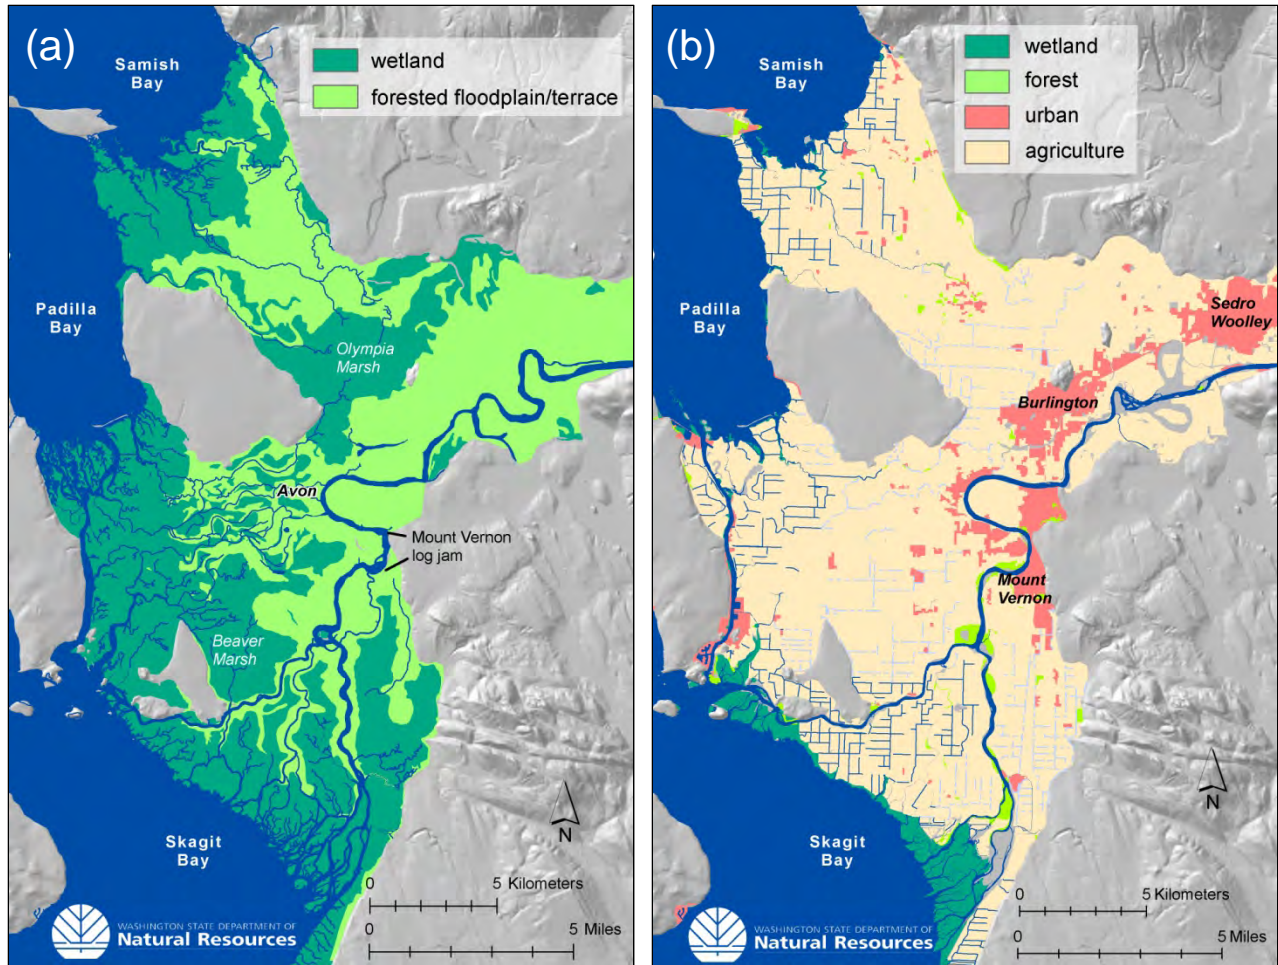 (a)
Samish
Bay
wetland
forested floodplain/terrace
Padilla
Bay
Olympia
Marsh
Avon
Mount Vernon
log jam
Beaver
Marsh
Skagit
Bay
N
0 5 Kilometers
0 5 Miles
WASHINGTON STATE DEPARTMENT OF
Natural Resources
(b)
Samish
Bay
wetland
forest
urban
agriculture
Padilla
Bay
Sedro
Woolley
Burlington
Mount
Vernon
Skagit
Bay
N
0 5 Kilometers
0 5 Miles
WASHINGTON STATE DEPARTMENT OF
Natural Resources